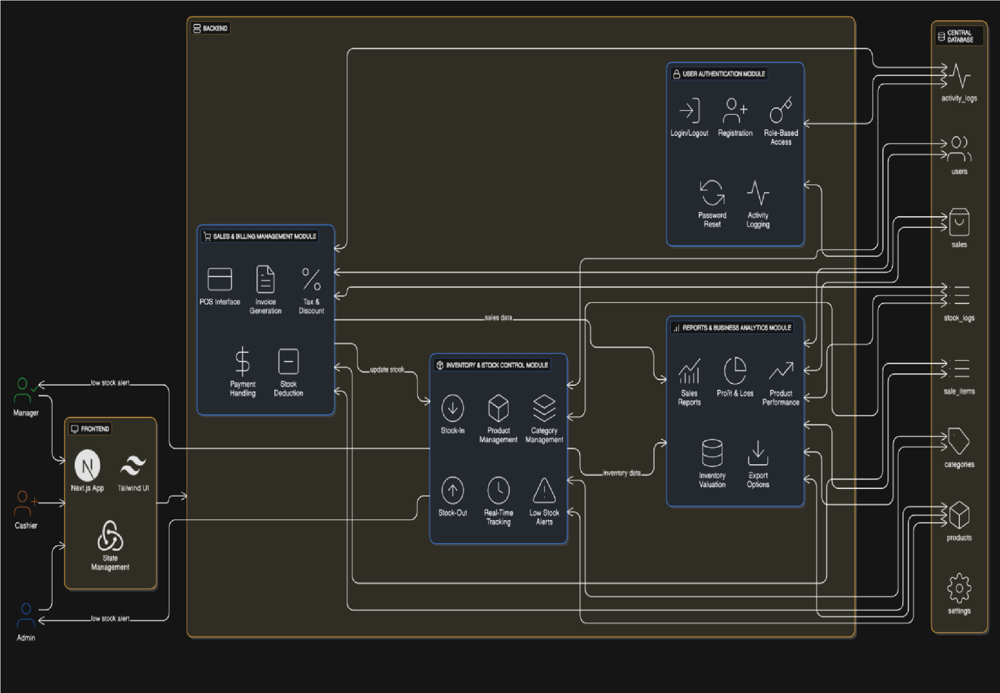 BACKEND
CENTRAL
DATABASE
USER AUTHENTICATION MODULE
Login/Logout
Registration
Role-Based
Access
Password
Reset
Activity
Logging
SALES & BILLING MANAGEMENT MODULE
POS Interface
Invoice
Generation
Tax &
Discount
Payment
Handling
Stock
Deduction
sales data
update stock
INVENTORY & STOCK CONTROL MODULE
Stock-In
Product
Management
Category
Management
Stock-Out
Real-Time
Tracking
Low Stock
Alerts
inventory data
REPORTS & BUSINESS ANALYTICS MODULE
Sales
Reports
Profit & Loss
Product
Performance
Inventory
Valuation
Export
Options
low stock alert
Manager
FRONTEND
Next.js App
Tailwind UI
State
Management
Cashier
low stock alert
Admin
activity_logs
users
sales
stock_logs
sale_items
categories
products
settings